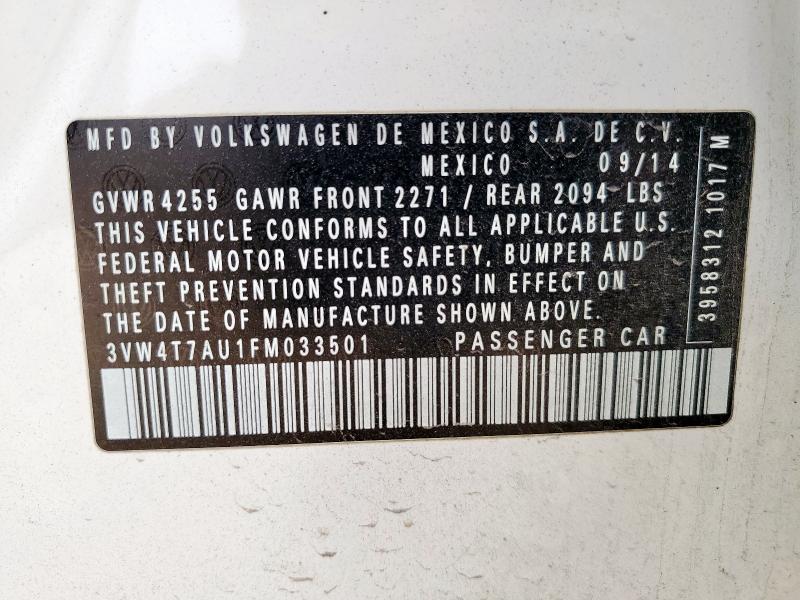 MFD BY VOLKSWAGEN DE MEXICO S.A. DE C.V.
MEXICO 09/14
GVWR 4255 GAWR FRONT 2271 / REAR 2094 LBS
THIS VEHICLE CONFORMS TO ALL APPLICABLE U.S.
FEDERAL MOTOR VEHICLE SAFETY, BUMPER AND
THEFT PREVENTION STANDARDS IN EFFECT ON
THE DATE OF MANUFACTURE SHOWN ABOVE.
3VW4T7AU1FM033501 PASSENGER CAR
3958312 1017 M